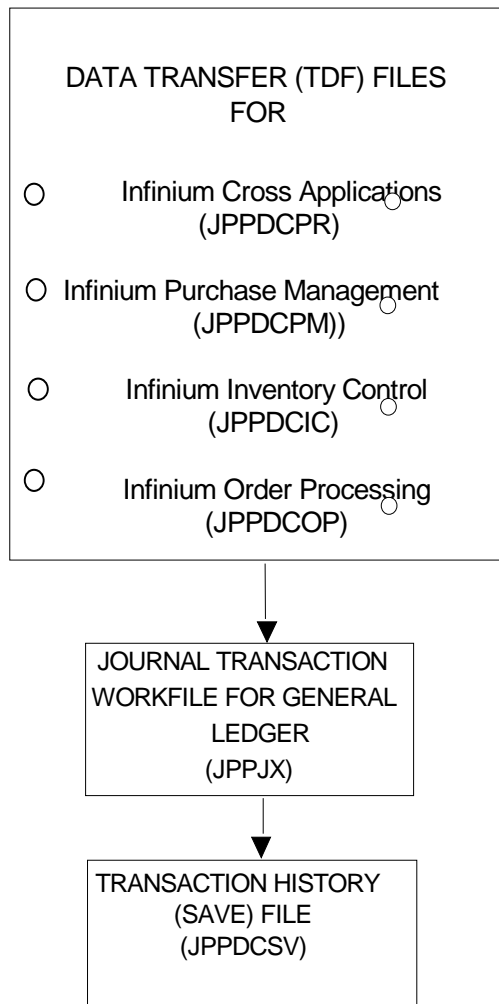 DATA TRANSFER (TDF) FILES
FOR
Infinium Cross Applications
(JPPDCPR)
Infinium Purchase Management
(JPPDCPM))
Infinium Inventory Control
(JPPDCIC)
Infinium Order Processing
(JPPDCOP)
JOURNAL TRANSACTION
WORKFILE FOR GENERAL
LEDGER
(JPPJX)
TRANSACTION HISTORY
(SAVE) FILE
(JPPDCSV)